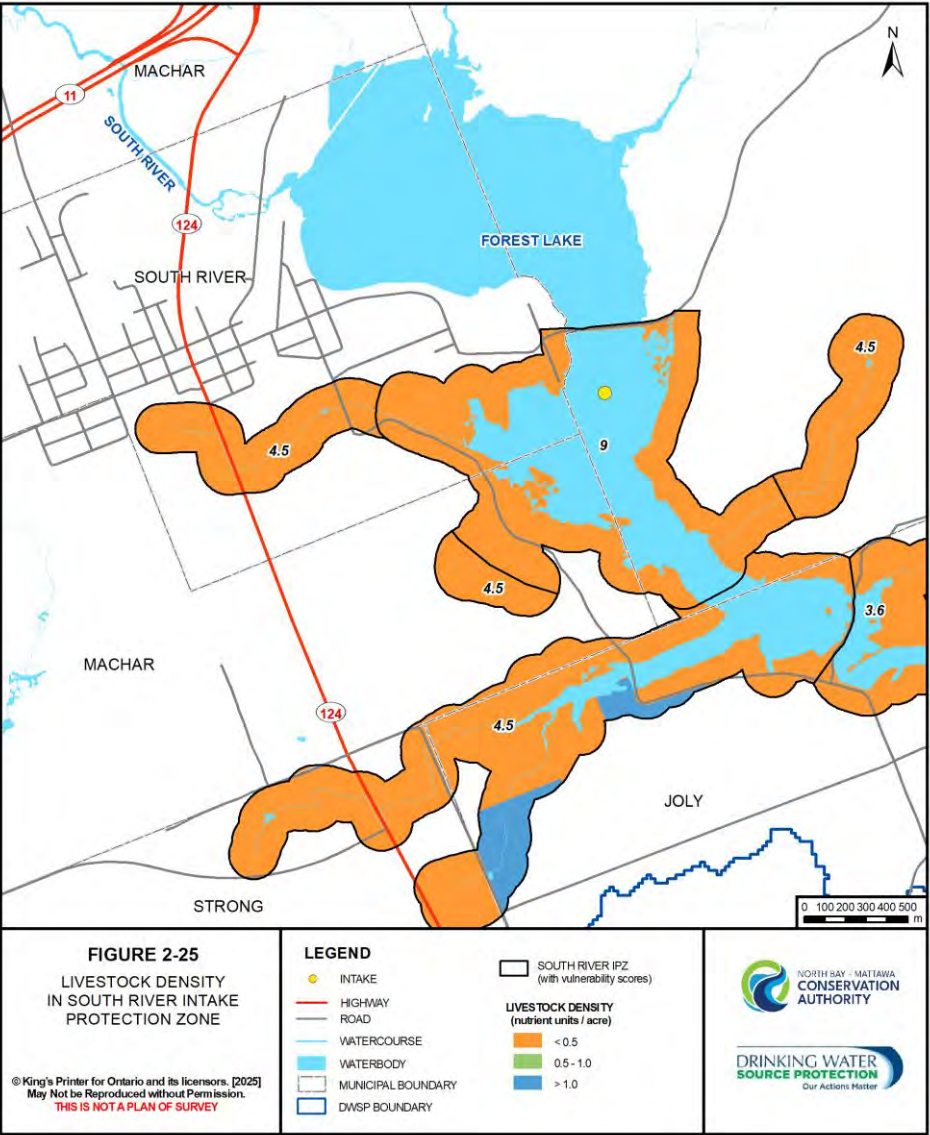 N
MACHAR
11
SOUTH RIVER
124
FOREST LAKE
SOUTH RIVER
4.5
9
4.5
4.5
3.6
MACHAR
124
4.5
JOLY
STRONG
0 100 200 300 400 500
m
FIGURE 2-25
LIVESTOCK DENSITY
IN SOUTH RIVER INTAKE
PROTECTION ZONE
© King's Printer for Ontario and its licensors. [2025]
May Not be Reproduced without Permission.
THIS IS NOT A PLAN OF SURVEY
LEGEND
INTAKE
HIGHWAY
ROAD
WATERCOURSE
WATERBODY
MUNICIPAL BOUNDARY
DWSP BOUNDARY
SOUTH RIVER IPZ
(with vulnerability scores)
LIVESTOCK DENSITY
(nutrient units / acre)
< 0.5
0.5 - 1.0
> 1.0
NORTH BAY - MATTAWA
CONSERVATION
AUTHORITY
DRINKING WATER
SOURCE PROTECTION
Our Actions Matter